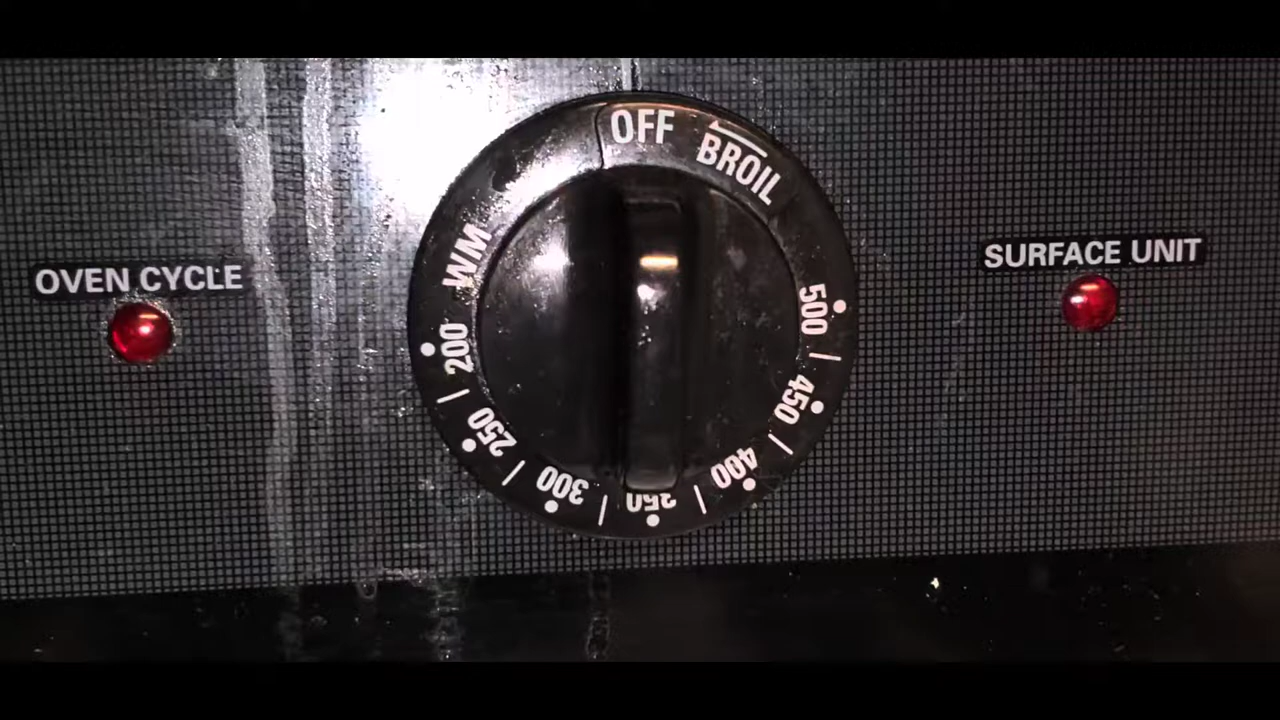 OFF
BROIL
WM
OVEN CYCLE
SURFACE UNIT
500
200
450
250
400
300
350